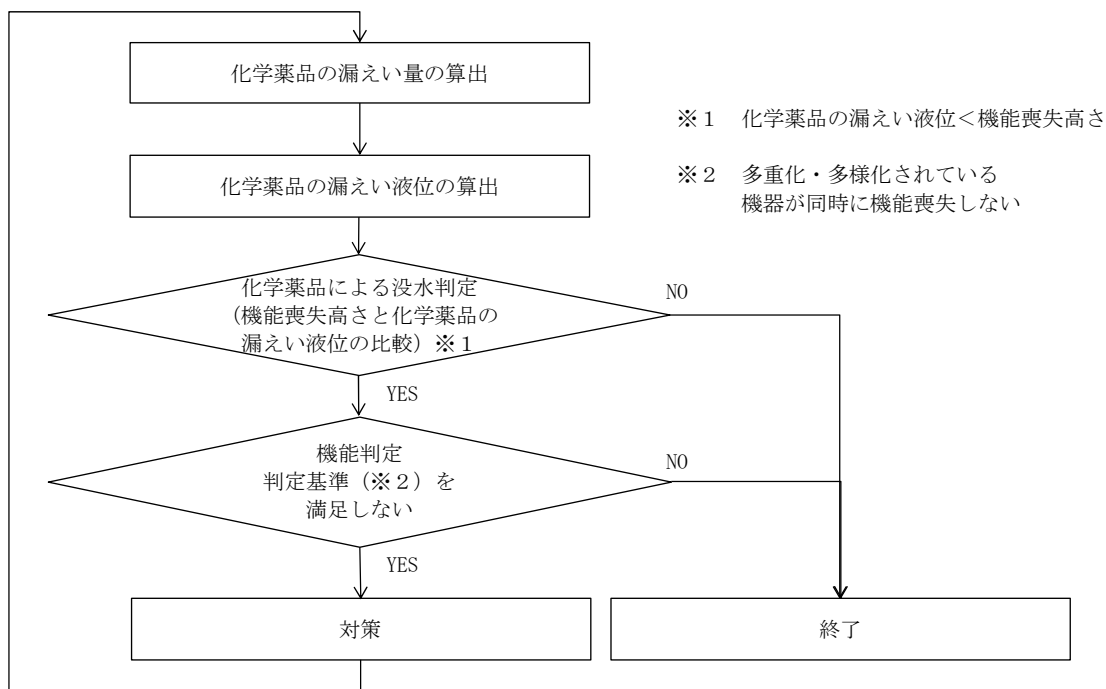 化学薬品の漏えい量の算出
※１　化学薬品の漏えい液位＜機能喪失高さ
化学薬品の漏えい液位の算出
※２　多重化・多様化されている
機器が同時に機能喪失しない
化学薬品による没水判定
（機能喪失高さと化学薬品の
漏えい液位の比較）※１
NO
YES
機能判定
判定基準（※２）を
満足しない
NO
YES
対策
終了